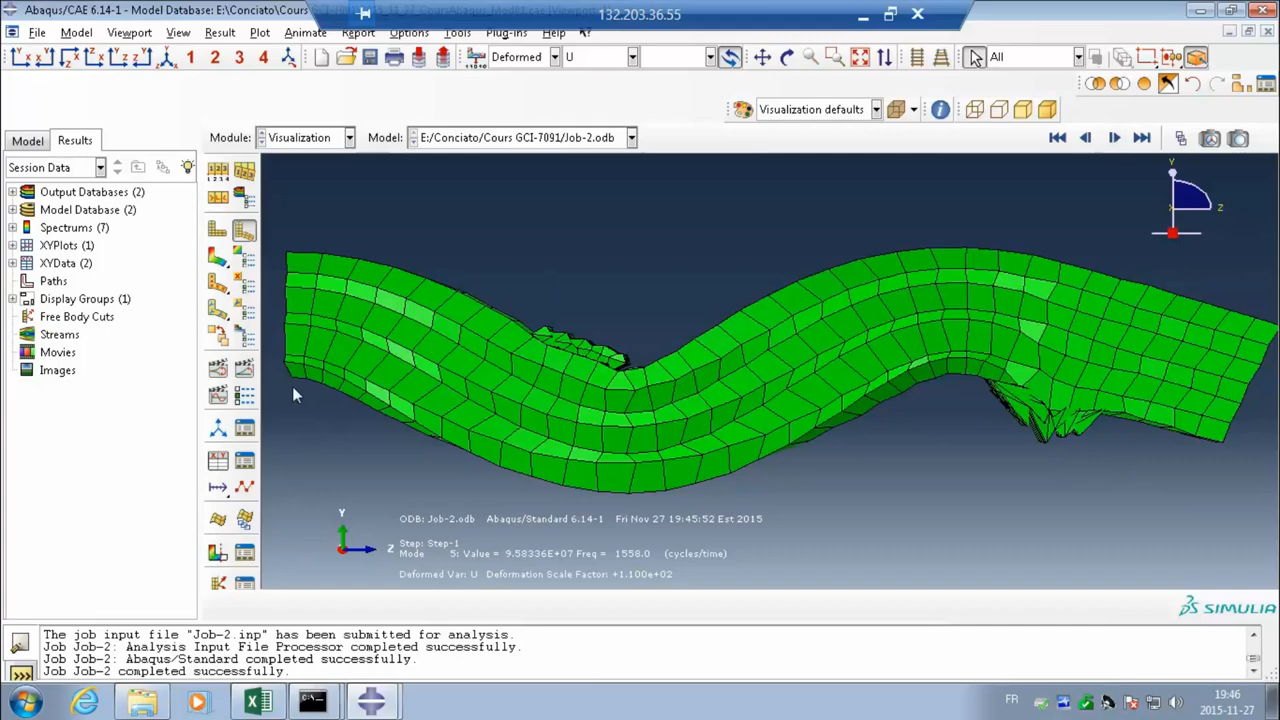 Abaqus/CAE 6.14-1 - Model Database: E:\Conciato\Cours
132.203.36.55
File Model Viewport View Result Plot Animate Report Options Tools Plug-ins Help
1 2 3 4 Deformed U All
Visualization defaults
Model Results Module: Visualization Model: E:/Conciato/Cours GCI-7091/Job-2.odb
Session Data
Output Databases (2)
Model Database (2)
Spectrums (7)
XYPlots (1)
XYData (2)
Paths
Display Groups (1)
Free Body Cuts
Streams
Movies
Images
Y
X
Z
Y
Z
ODB: Job-2.odb Abaqus/Standard 6.14-1 Fri Nov 27 19:45:52 Est 2015
Step: Step-1
Mode 5: Value = 9.58336E+07 Freq = 1558.0 (cycles/time)
Deformed Var: U Deformation Scale Factor: +1.100e+02
SIMULIA
The job input file "Job-2.inp" has been submitted for analysis.
Job Job-2: Analysis Input File Processor completed successfully.
Job Job-2: Abaqus/Standard completed successfully.
Job Job-2 completed successfully.
>>>
FR
19:46
2015-11-27